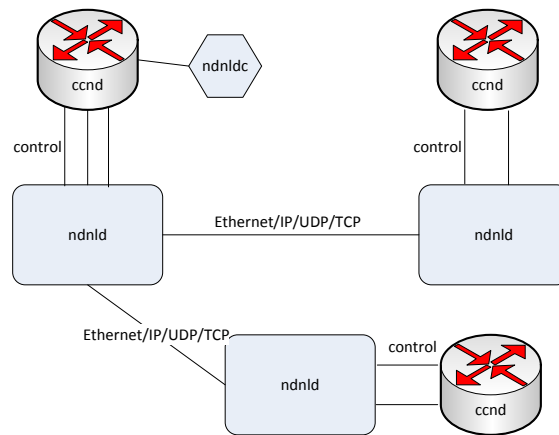 ndnldc
ccnd
ccnd
control
control
ndnld
Ethernet/IP/UDP/TCP
ndnld
Ethernet/IP/UDP/TCP
control
ndnld
ccnd